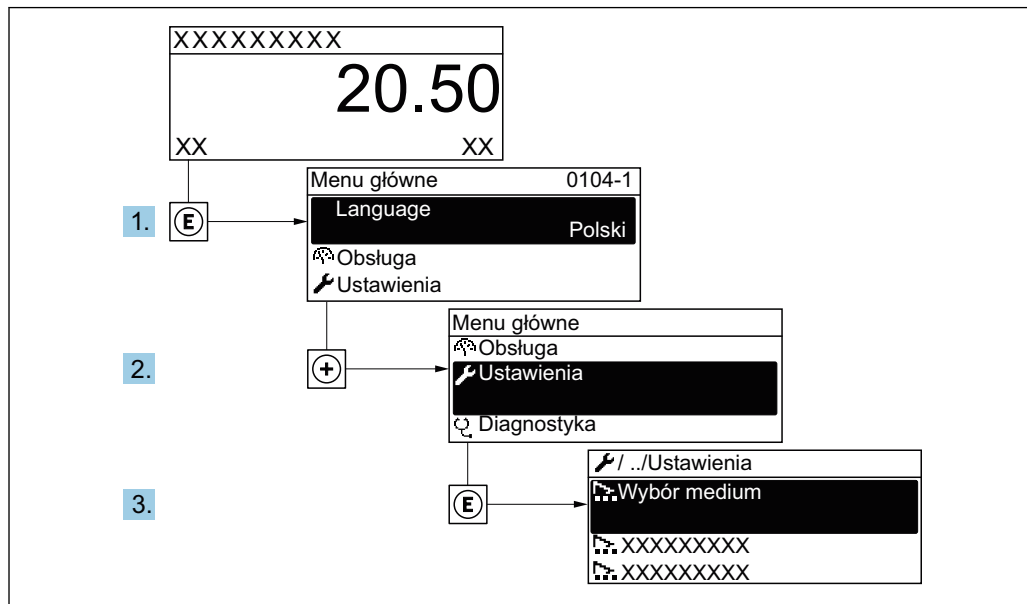 XXXXXXXXX
20.50
XX XX
Menu główne 0104-1
Language
Polski
1. E
Obsługa
Ustawienia
Menu główne
Obsługa
2. +
Ustawienia
Diagnostyka
/ ../Ustawienia
Wybór medium
3. E
XXXXXXXXX
XXXXXXXXX